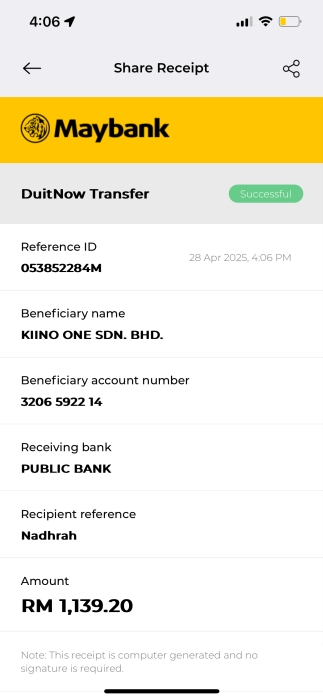 4:06
Share Receipt
Maybank
DuitNow Transfer
Successful
Reference ID
28 Apr 2025, 4:06 PM
053852284M
Beneficiary name
KIINO ONE SDN. BHD.
Beneficiary account number
3206 5922 14
Receiving bank
PUBLIC BANK
Recipient reference
Nadhrah
Amount
RM 1,139.20
Note: This receipt is computer generated and no
signature is required.